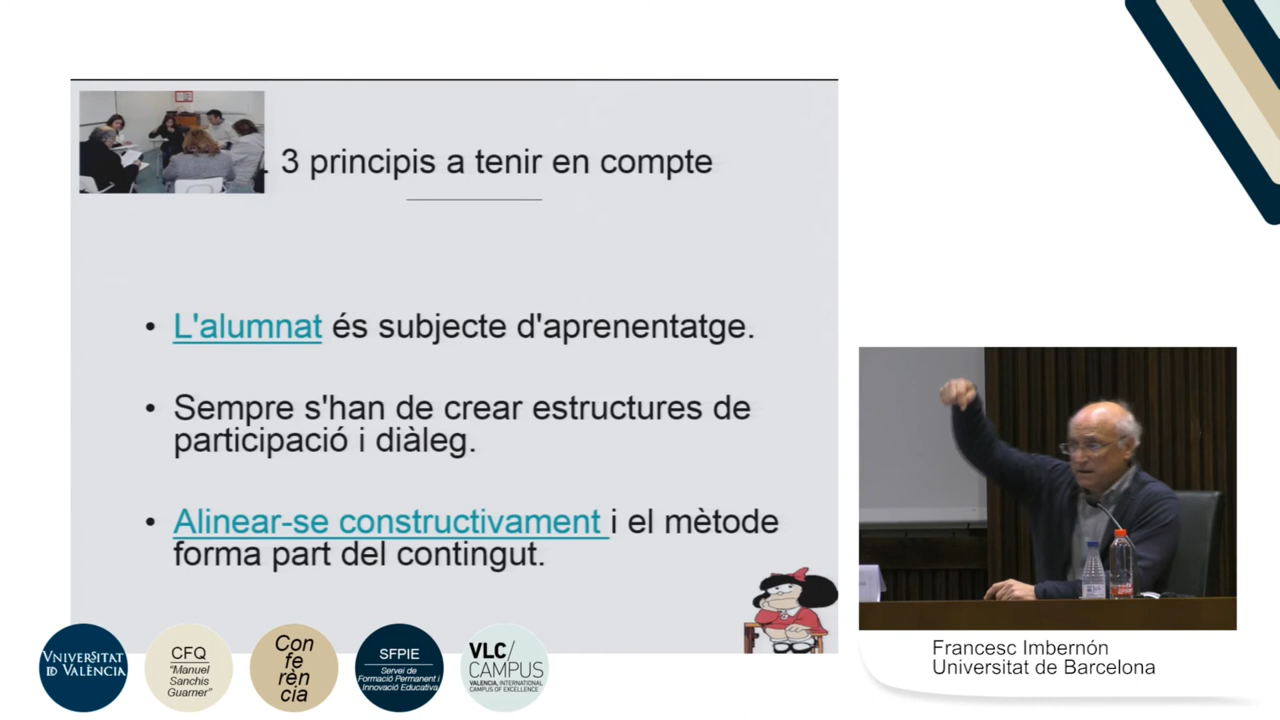 . 3 principis a tenir en compte
• L'alumnat és subjecte d'aprenentatge.
• Sempre s'han de crear estructures de
participació i diàleg.
• Alinear-se constructivament i el mètode
forma part del contingut.
VNIVERSITAT
ID VALÈNCIA
CFQ
"Manuel
Sanchis
Guarner"
Con
fe
rèn
cia
SFPIE
Servei de
Formació Permanent i
Innovació Educativa
VLC/
CAMPUS
VALENCIA, INTERNATIONAL
CAMPUS OF EXCELLENCE
Francesc Imbernón
Universitat de Barcelona